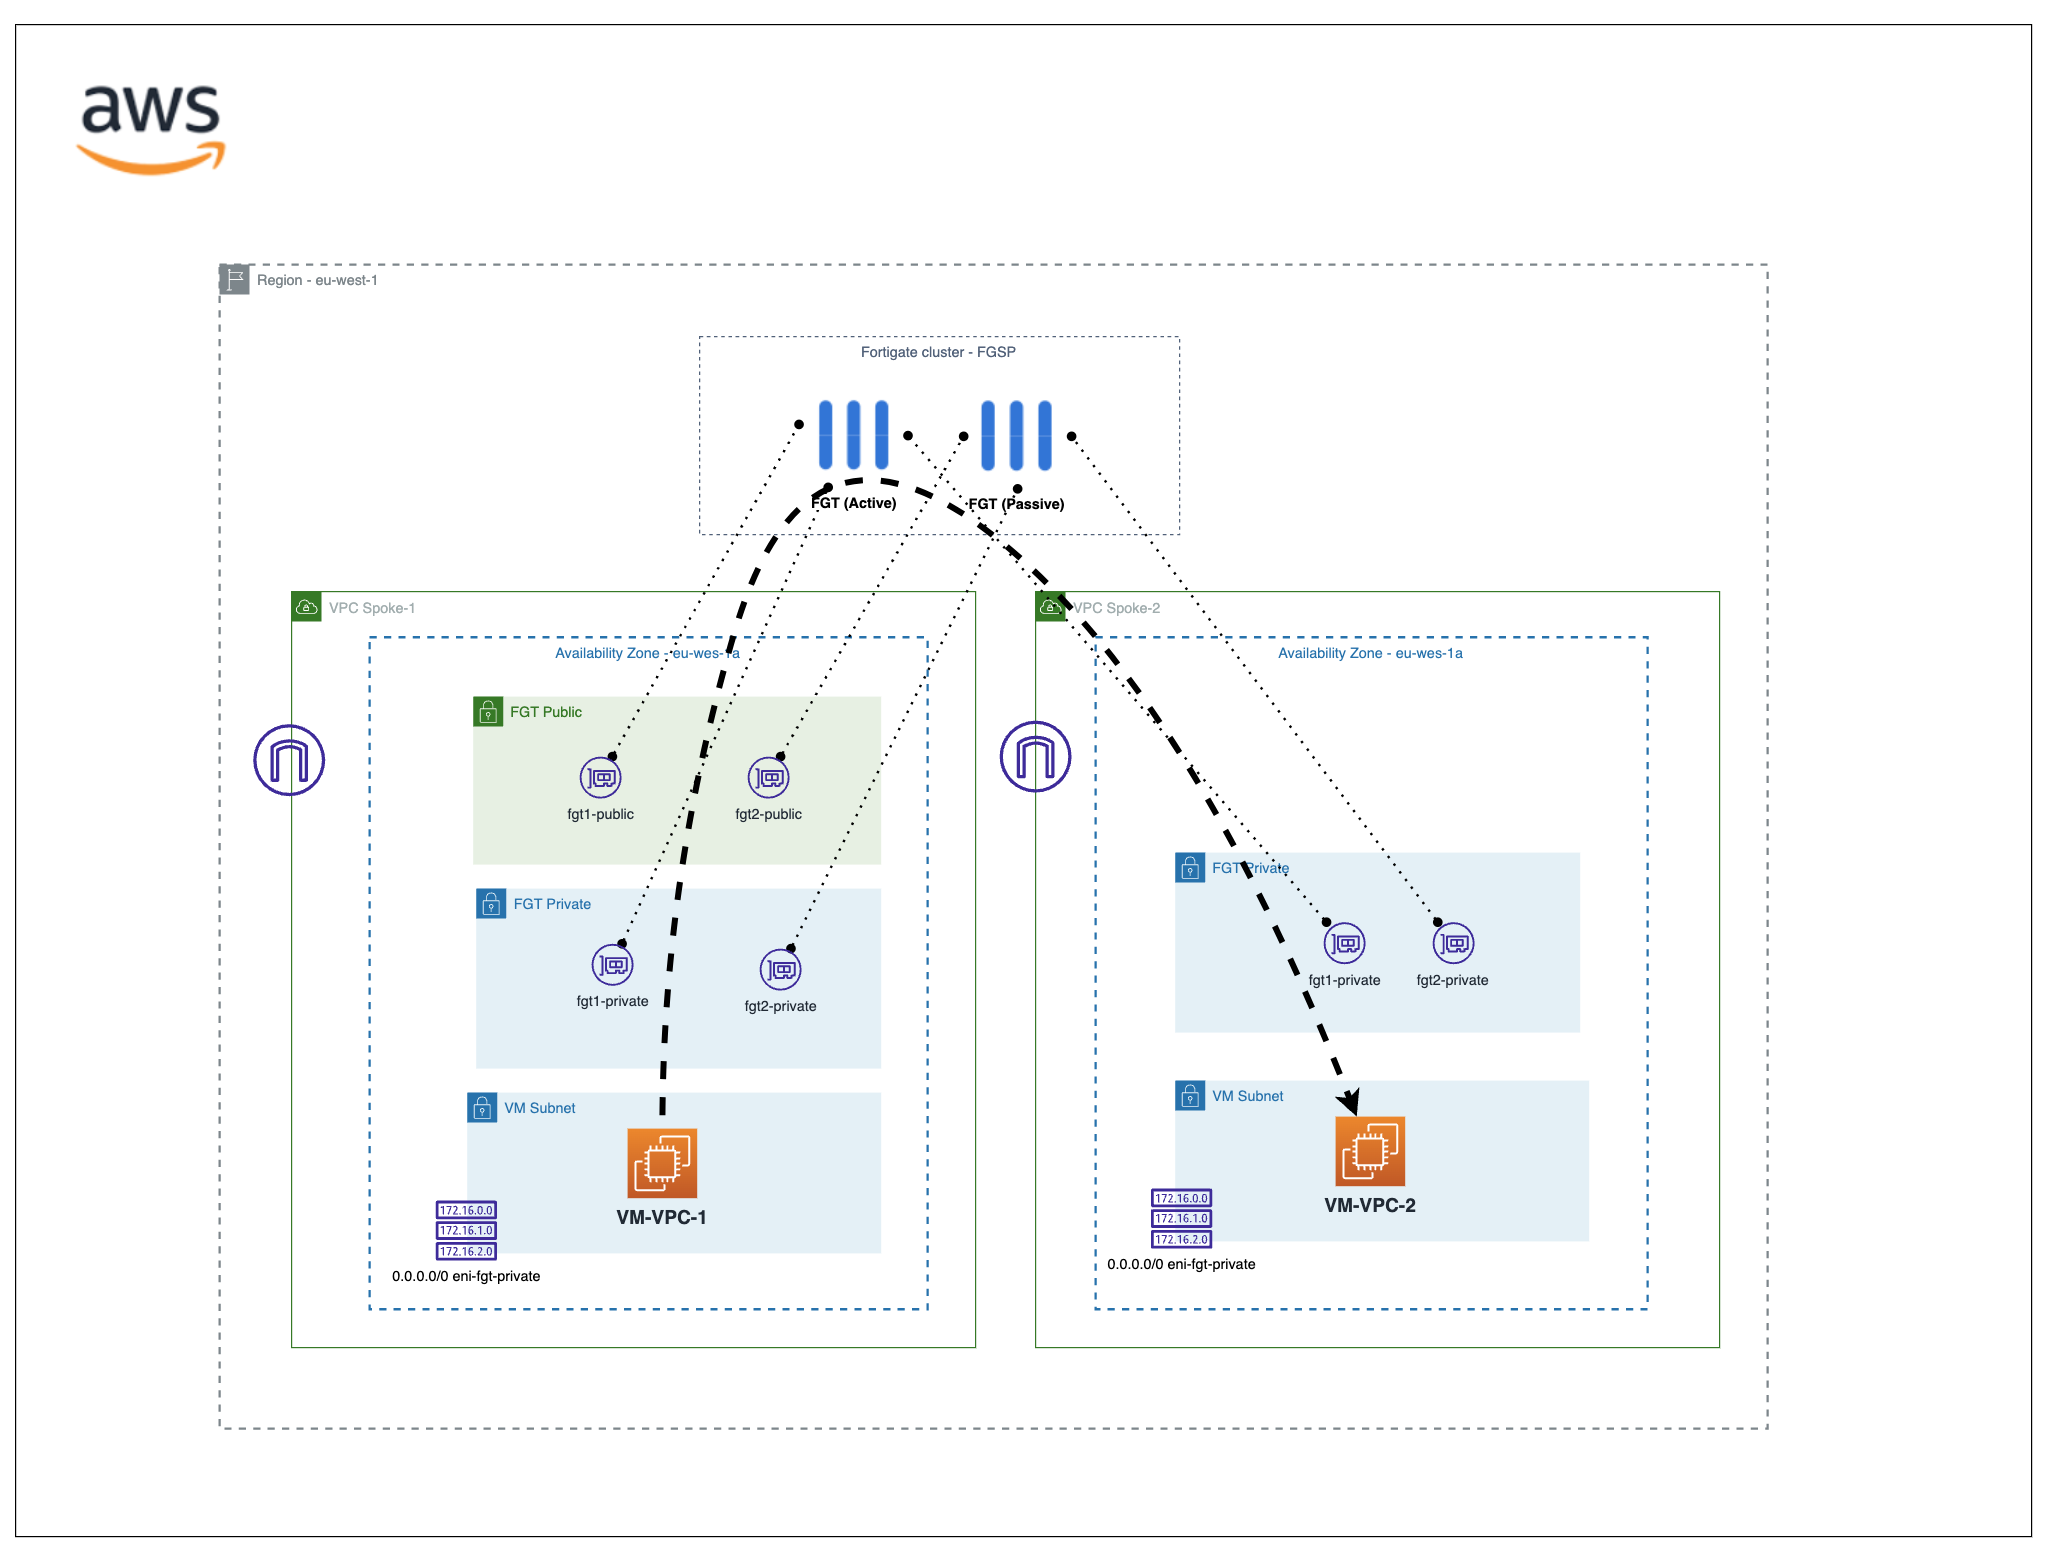 aws
Region - eu-west-1
Fortigate cluster - FGSP
FGT (Active)
FGT (Passive)
VPC Spoke-1
Availability Zone - eu-wes-1a
FGT Public
fgt1-public
fgt2-public
FGT Private
fgt1-private
fgt2-private
VM Subnet
VM-VPC-1
172.16.0.0
172.16.1.0
172.16.2.0
0.0.0.0/0 eni-fgt-private
VPC Spoke-2
Availability Zone - eu-wes-1a
FGT Private
fgt1-private
fgt2-private
VM Subnet
VM-VPC-2
172.16.0.0
172.16.1.0
172.16.2.0
0.0.0.0/0 eni-fgt-private